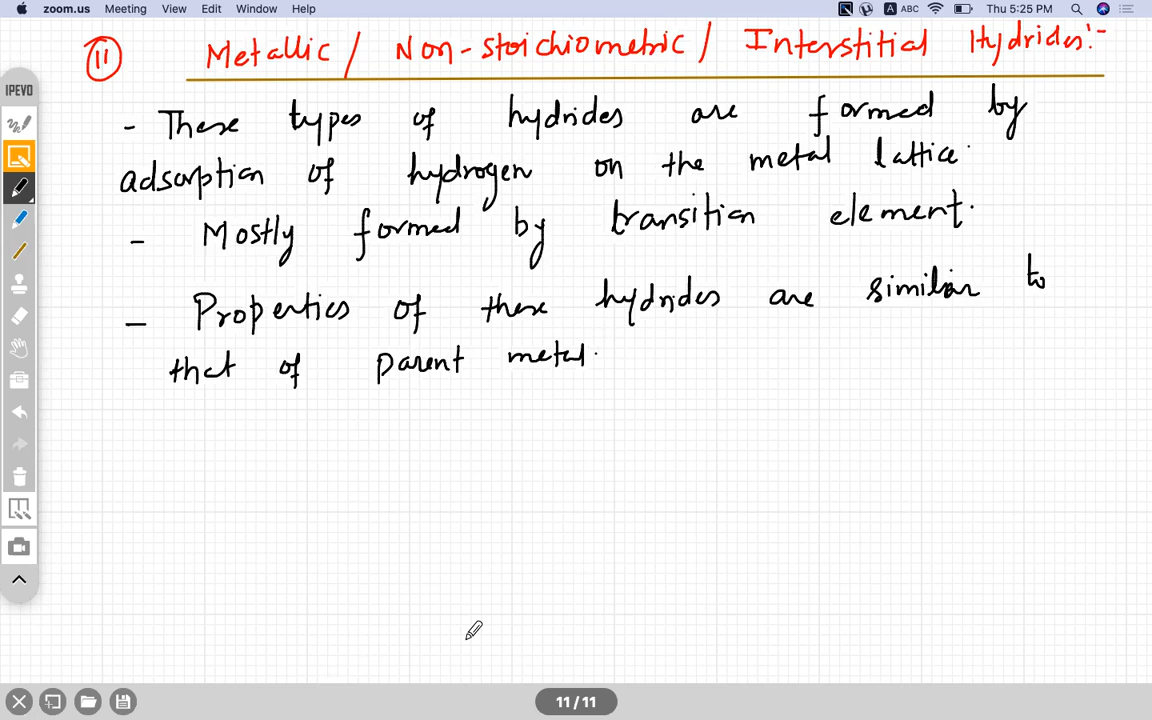 zoom.us Meeting View Edit Window Help A ABC Thu 5:25 PM
11 Metallic / Non-stoichiometric / Interstitial Hydrides:-
IPEVO
- These types of hydrides are formed by
adsorption of hydrogen on the metal lattice.
- Mostly formed by transition element.
- Properties of these hydrides are similar to
that of parent metal.
11/11